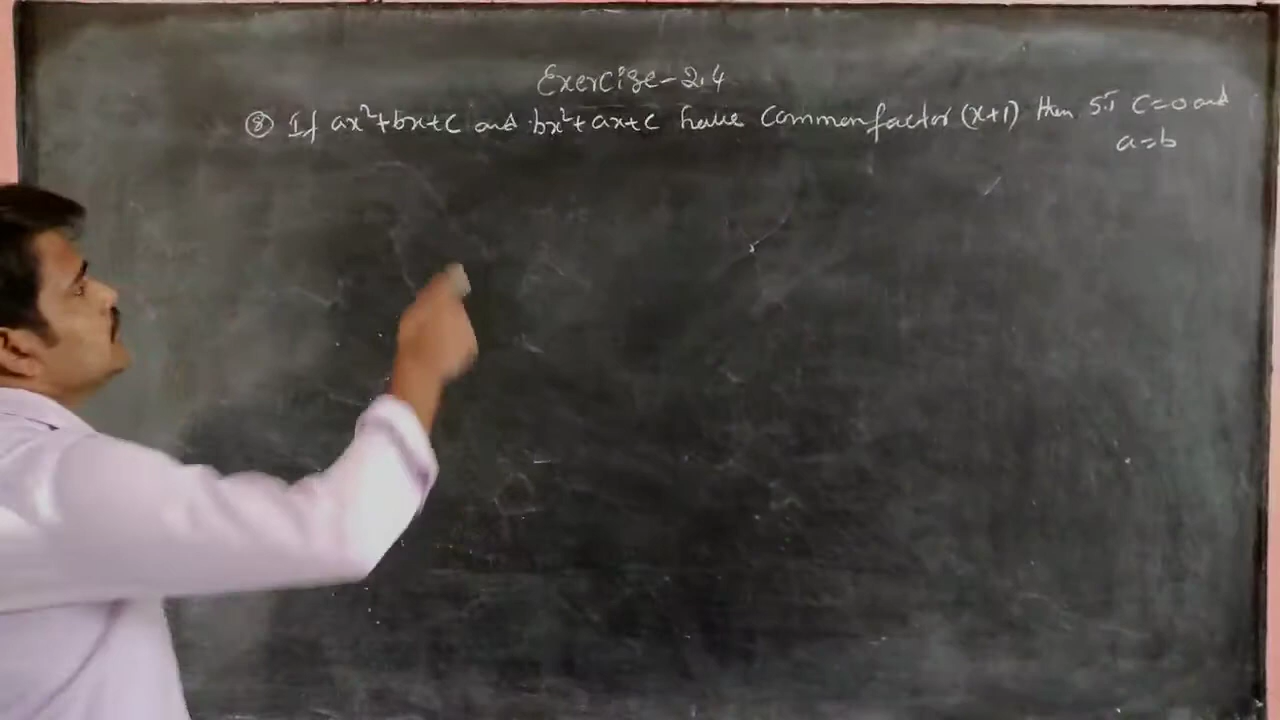 Exercise-2.4
⑧ If ax²+bx+c and bx²+ax+c have common factor (x+1) then S.T c=0 and
a=b